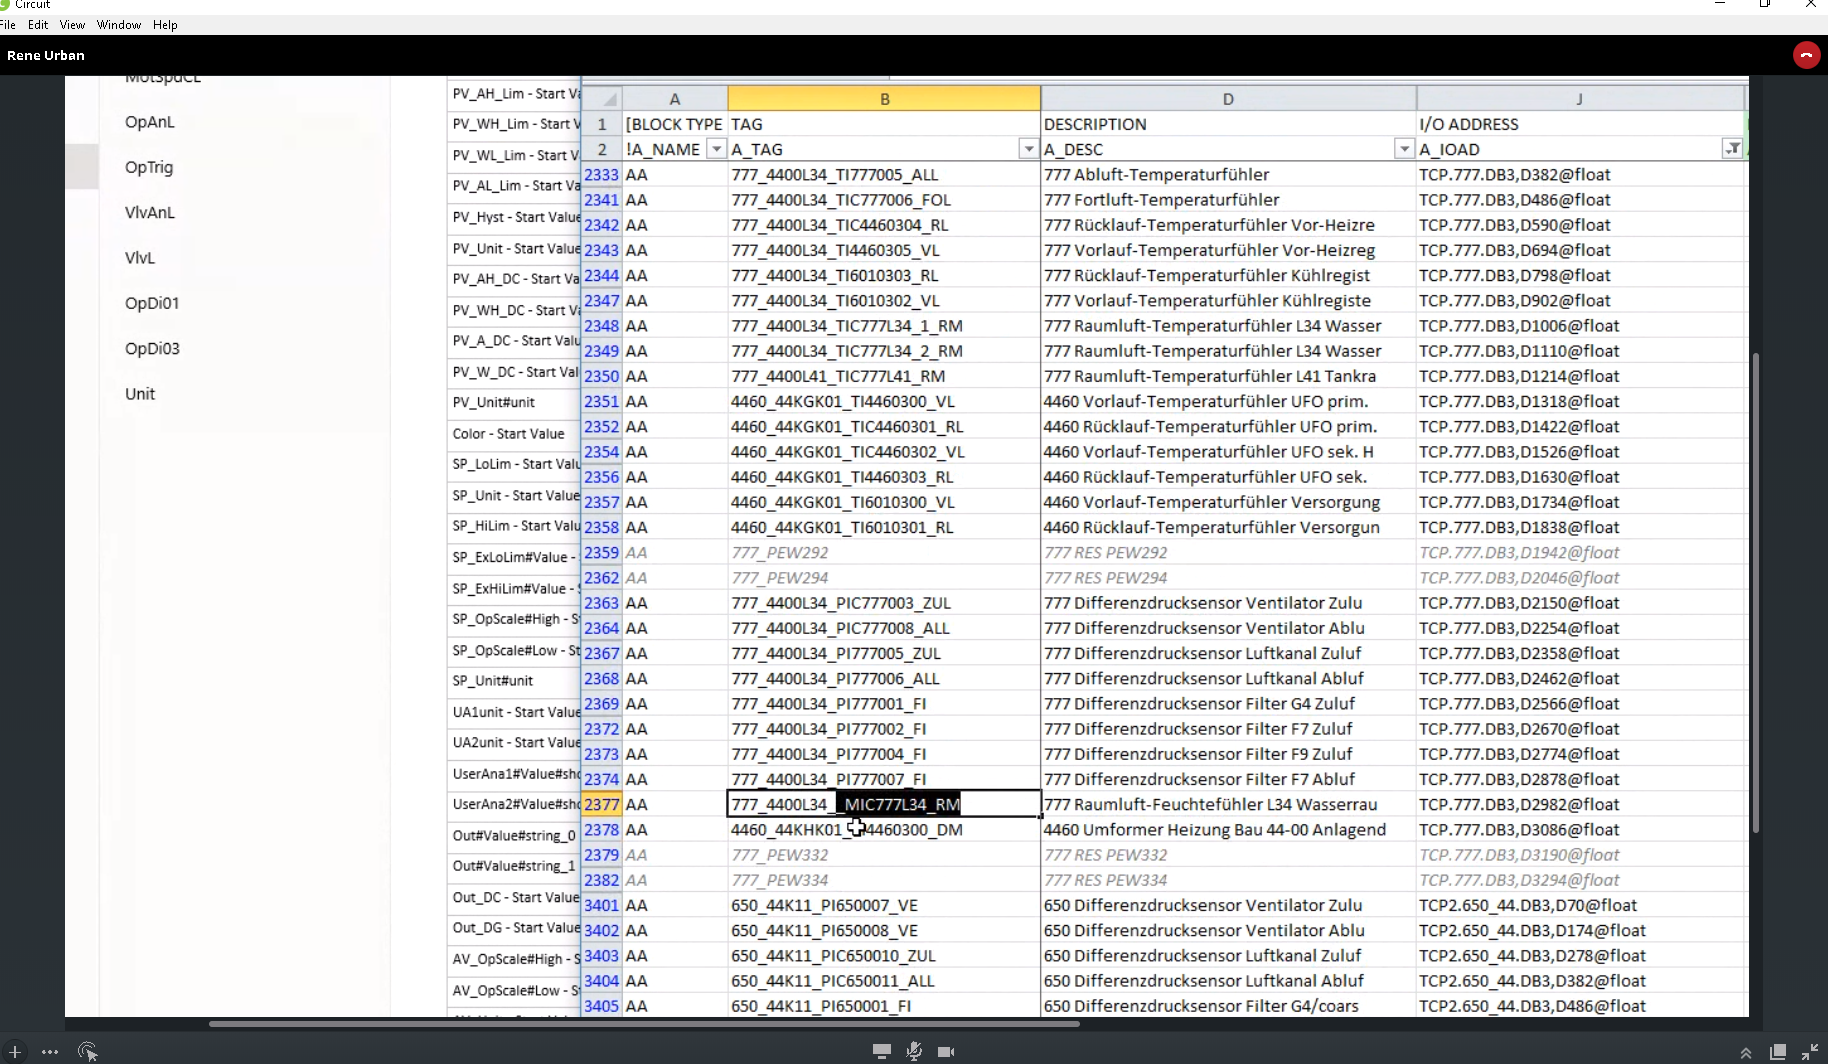 Circuit
File Edit View Window Help
Rene Urban
MotSpdCL
OpAnL
OpTrig
VlvAnL
VlvL
OpDi01
OpDi03
Unit
PV_AH_Lim - Start Va
PV_WH_Lim - Start V
PV_WL_Lim - Start V
PV_AL_Lim - Start Va
PV_Hyst - Start Value
PV_Unit - Start Value
PV_AH_DC - Start Va
PV_WH_DC - Start V
PV_A_DC - Start Valu
PV_W_DC - Start Val
PV_Unit#unit
Color - Start Value
SP_LoLim - Start Valu
SP_Unit - Start Value
SP_HiLim - Start Valu
SP_ExLoLim#Value -
SP_ExHiLim#Value -
SP_OpScale#High - S
SP_OpScale#Low - St
SP_Unit#unit
UA1unit - Start Value
UA2unit - Start Value
UserAna1#Value#sho
UserAna2#Value#sho
Out#Value#string_0
Out#Value#string_1
Out_DC - Start Value
Out_DG - Start Value
AV_OpScale#High - S
AV_OpScale#Low - S
A B D J
1 [BLOCK TYPE TAG DESCRIPTION I/O ADDRESS
2 !A_NAME A_TAG A_DESC A_IOAD
2333 AA 777_4400L34_TI777005_ALL 777 Abluft-Temperaturfühler TCP.777.DB3,D382@float
2341 AA 777_4400L34_TIC777006_FOL 777 Fortluft-Temperaturfühler TCP.777.DB3,D486@float
2342 AA 777_4400L34_TIC4460304_RL 777 Rücklauf-Temperaturfühler Vor-Heizre TCP.777.DB3,D590@float
2343 AA 777_4400L34_TI4460305_VL 777 Vorlauf-Temperaturfühler Vor-Heizreg TCP.777.DB3,D694@float
2344 AA 777_4400L34_TI6010303_RL 777 Rücklauf-Temperaturfühler Kühlregist TCP.777.DB3,D798@float
2347 AA 777_4400L34_TI6010302_VL 777 Vorlauf-Temperaturfühler Kühlregiste TCP.777.DB3,D902@float
2348 AA 777_4400L34_TIC777L34_1_RM 777 Raumluft-Temperaturfühler L34 Wasser TCP.777.DB3,D1006@float
2349 AA 777_4400L34_TIC777L34_2_RM 777 Raumluft-Temperaturfühler L34 Wasser TCP.777.DB3,D1110@float
2350 AA 777_4400L41_TIC777L41_RM 777 Raumluft-Temperaturfühler L41 Tankra TCP.777.DB3,D1214@float
2351 AA 4460_44KGK01_TI4460300_VL 4460 Vorlauf-Temperaturfühler UFO prim. TCP.777.DB3,D1318@float
2352 AA 4460_44KGK01_TIC4460301_RL 4460 Rücklauf-Temperaturfühler UFO prim. TCP.777.DB3,D1422@float
2354 AA 4460_44KGK01_TIC4460302_VL 4460 Vorlauf-Temperaturfühler UFO sek. H TCP.777.DB3,D1526@float
2356 AA 4460_44KGK01_TI4460303_RL 4460 Rücklauf-Temperaturfühler UFO sek. TCP.777.DB3,D1630@float
2357 AA 4460_44KGK01_TI6010300_VL 4460 Vorlauf-Temperaturfühler Versorgung TCP.777.DB3,D1734@float
2358 AA 4460_44KGK01_TI6010301_RL 4460 Rücklauf-Temperaturfühler Versorgun TCP.777.DB3,D1838@float
2359 AA 777_PEW292 777 RES PEW292 TCP.777.DB3,D1942@float
2362 AA 777_PEW294 777 RES PEW294 TCP.777.DB3,D2046@float
2363 AA 777_4400L34_PIC777003_ZUL 777 Differenzdrucksensor Ventilator Zulu TCP.777.DB3,D2150@float
2364 AA 777_4400L34_PIC777008_ALL 777 Differenzdrucksensor Ventilator Ablu TCP.777.DB3,D2254@float
2367 AA 777_4400L34_PI777005_ZUL 777 Differenzdrucksensor Luftkanal Zuluf TCP.777.DB3,D2358@float
2368 AA 777_4400L34_PI777006_ALL 777 Differenzdrucksensor Luftkanal Abluf TCP.777.DB3,D2462@float
2369 AA 777_4400L34_PI777001_FI 777 Differenzdrucksensor Filter G4 Zuluf TCP.777.DB3,D2566@float
2372 AA 777_4400L34_PI777002_FI 777 Differenzdrucksensor Filter F7 Zuluf TCP.777.DB3,D2670@float
2373 AA 777_4400L34_PI777004_FI 777 Differenzdrucksensor Filter F9 Zuluf TCP.777.DB3,D2774@float
2374 AA 777_4400L34_PI777007_FI 777 Differenzdrucksensor Filter F7 Abluf TCP.777.DB3,D2878@float
2377 AA 777_4400L34__MIC777L34_RM 777 Raumluft-Feuchtefühler L34 Wasserrau TCP.777.DB3,D2982@float
2378 AA 4460_44KHK01 4460300_DM 4460 Umformer Heizung Bau 44-00 Anlagend TCP.777.DB3,D3086@float
2379 AA 777_PEW332 777 RES PEW332 TCP.777.DB3,D3190@float
2382 AA 777_PEW334 777 RES PEW334 TCP.777.DB3,D3294@float
3401 AA 650_44K11_PI650007_VE 650 Differenzdrucksensor Ventilator Zulu TCP2.650_44.DB3,D70@float
3402 AA 650_44K11_PI650008_VE 650 Differenzdrucksensor Ventilator Ablu TCP2.650_44.DB3,D174@float
3403 AA 650_44K11_PIC650010_ZUL 650 Differenzdrucksensor Luftkanal Zuluf TCP2.650_44.DB3,D278@float
3404 AA 650_44K11_PIC650011_ALL 650 Differenzdrucksensor Luftkanal Abluf TCP2.650_44.DB3,D382@float
3405 AA 650_44K11_PI650001_FI 650 Differenzdrucksensor Filter G4/coars TCP2.650_44.DB3,D486@float